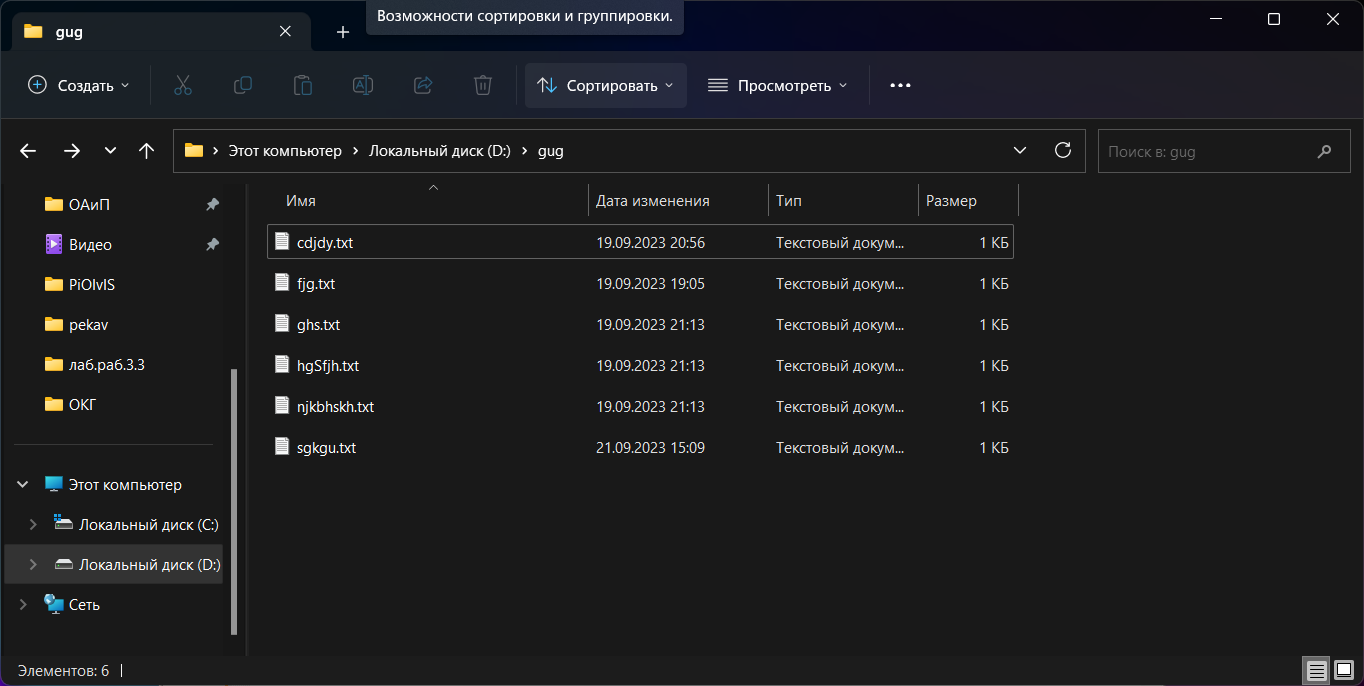 Возможности сортировки и группировки.
gug
Создать
Сортировать
Просмотреть
Этот компьютер
Локальный диск (D:)
gug
Поиск в: gug
ОАиП
Видео
PiOIvIS
pekav
лаб.раб.3.3
ОКГ
Этот компьютер
Локальный диск (C:)
Локальный диск (D:)
Сеть
Имя Дата изменения Тип Размер
cdjdy.txt 19.09.2023 20:56 Текстовый докум... 1 КБ
fjg.txt 19.09.2023 19:05 Текстовый докум... 1 КБ
ghs.txt 19.09.2023 21:13 Текстовый докум... 1 КБ
hgSfjh.txt 19.09.2023 21:13 Текстовый докум... 1 КБ
njkbhskh.txt 19.09.2023 21:13 Текстовый докум... 1 КБ
sgkgu.txt 21.09.2023 15:09 Текстовый докум... 1 КБ
Элементов: 6